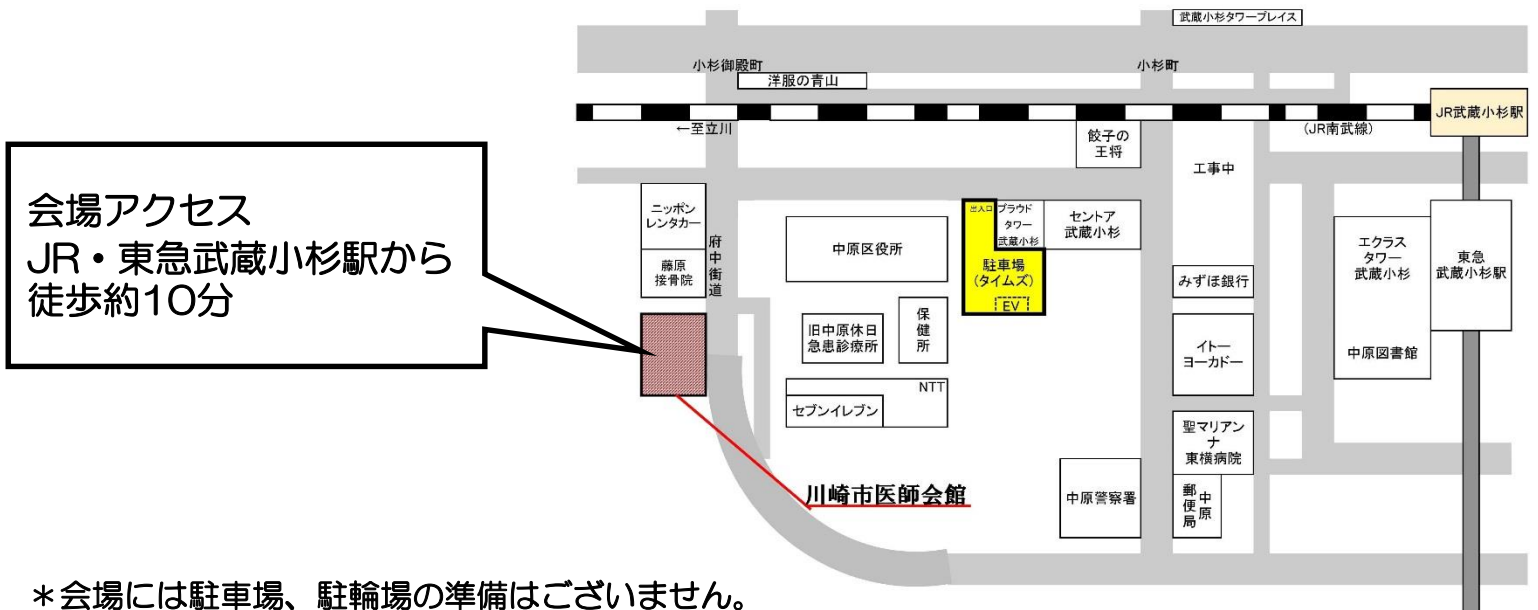 武蔵小杉タワープレイス
小杉御殿町
小杉町
洋服の青山
JR武蔵小杉駅
←至立川
(JR南武線)
餃子の
王将
工事中
会場アクセス
JR・東急武蔵小杉駅から
徒歩約10分
ニッポン
レンタカー
藤原
接骨院
府中街道
中原区役所
出入口
プラウド
タワー
武蔵小杉
セントア
武蔵小杉
駐車場
(タイムズ)
EV
みずほ銀行
エクラス
タワー
武蔵小杉
中原図書館
東急
武蔵小杉駅
旧中原休日
急患診療所
保健所
イトー
ヨーカドー
NTT
セブンイレブン
聖マリアン
ナ
東横病院
川崎市医師会館
中原警察署
中原
郵便局
*会場には駐車場、駐輪場の準備はございません。